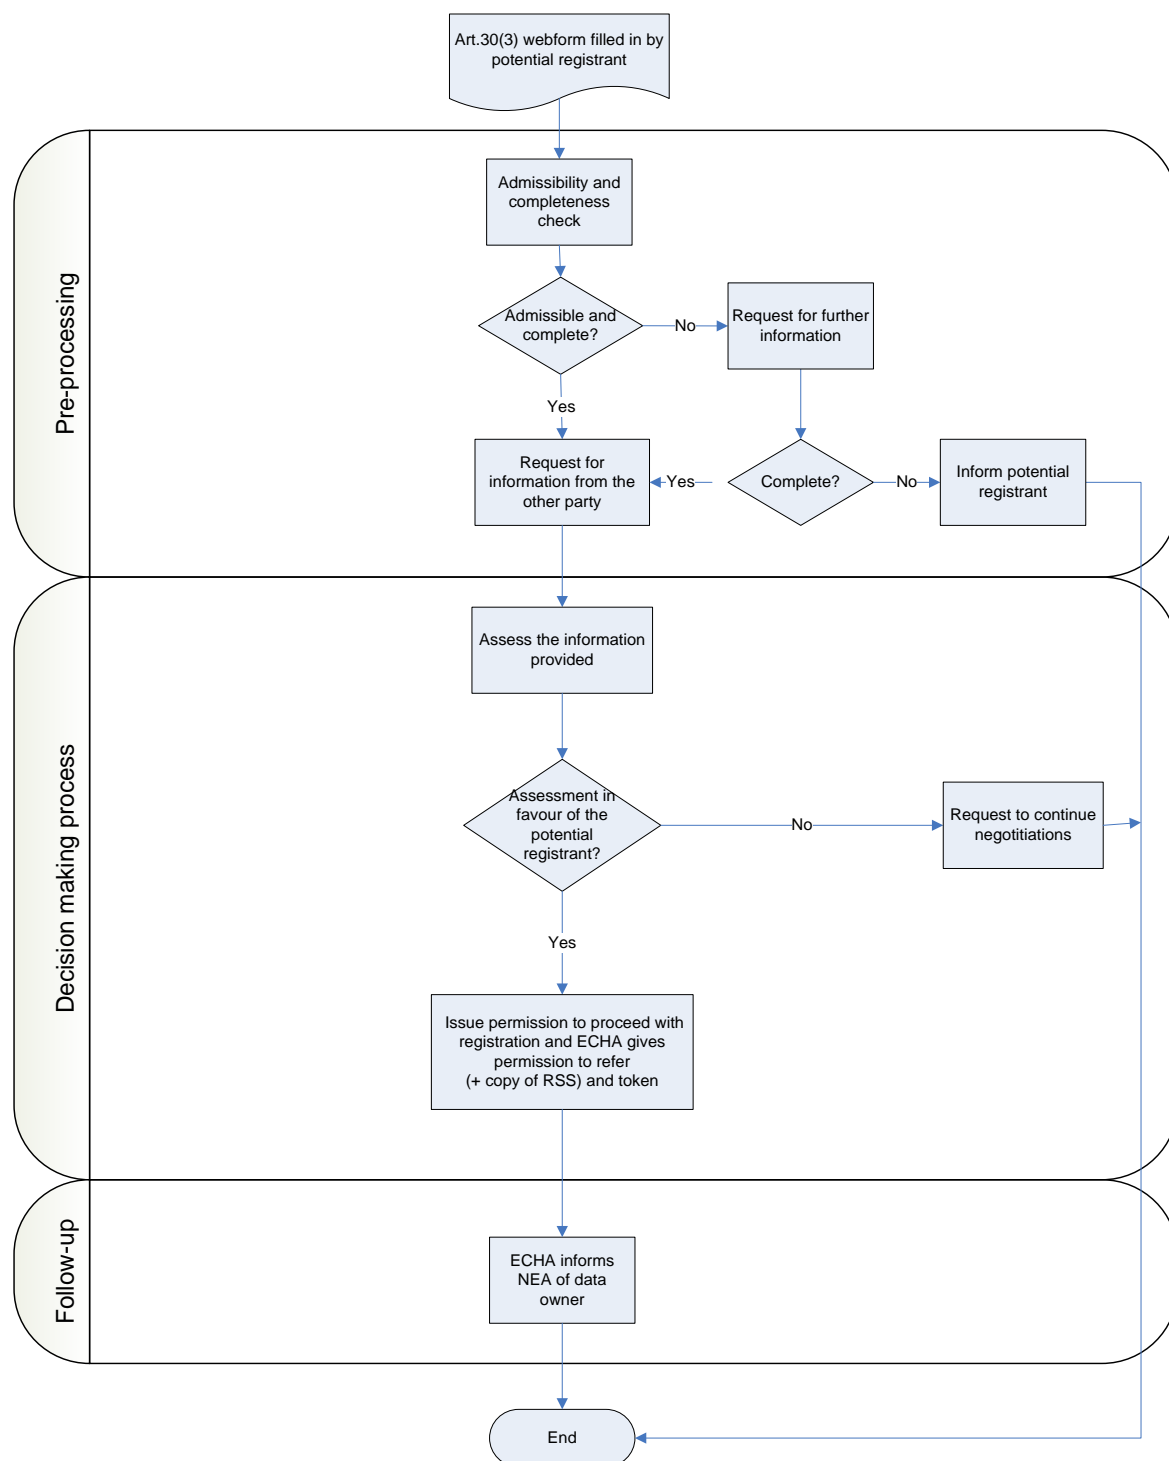 Art.30(3) webform filled in by
potential registrant
Pre-processing
Admissibility and
completeness
check
Admissible and
complete?
No
Request for further
information
Yes
Request for
information from the
other party
Yes
Complete?
No
Inform potential
registrant
Decision making process
Assess the information
provided
Assessment in
favour of the
potential
registrant?
No
Request to continue
negotitiations
Yes
Issue permission to proceed with
registration and ECHA gives
permission to refer
(+ copy of RSS) and token
Follow-up
ECHA informs
NEA of data
owner
End